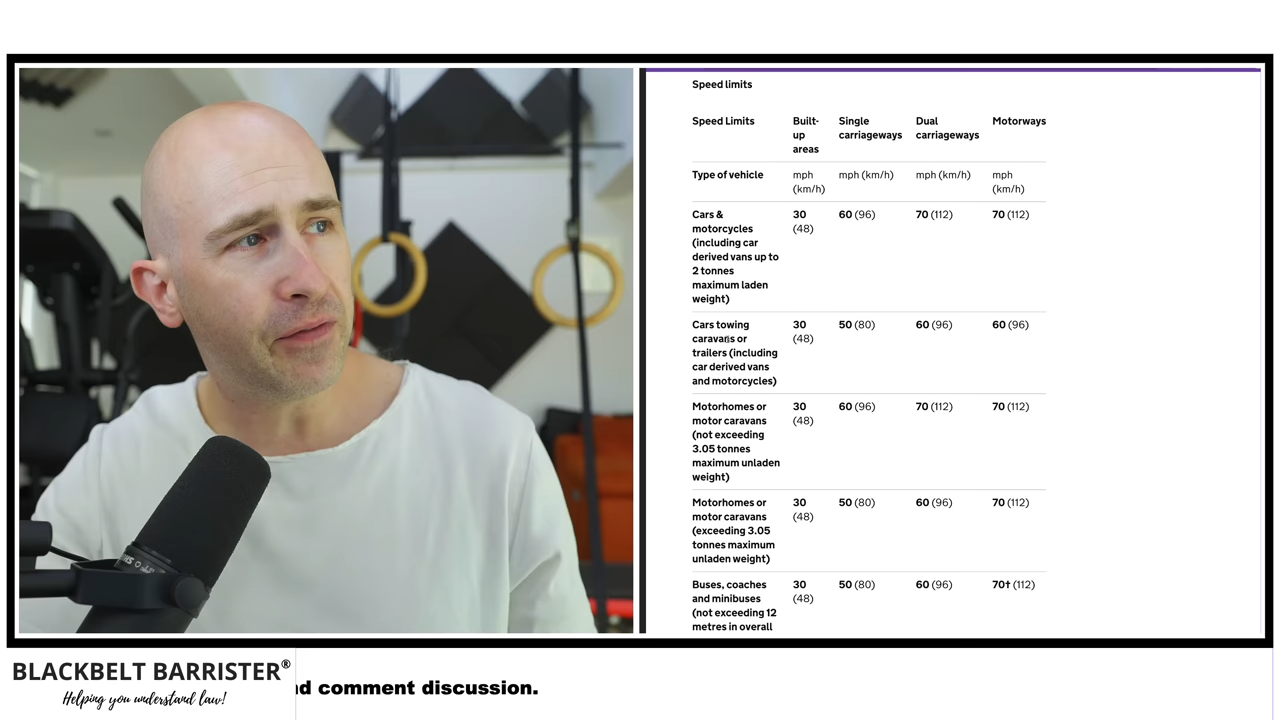 Speed limits
Speed Limits
Built-
up
areas
Single
carriageways
Dual
carriageways
Motorways
Type of vehicle
mph
(km/h)
mph (km/h)
mph (km/h)
mph
(km/h)
Cars &
motorcycles
(including car
derived vans up to
2 tonnes
maximum laden
weight)
30
(48)
60 (96)
70 (112)
70 (112)
Cars towing
caravans or
trailers (including
car derived vans
and motorcycles)
30
(48)
50 (80)
60 (96)
60 (96)
Motorhomes or
motor caravans
(not exceeding
3.05 tonnes
maximum unladen
weight)
30
(48)
60 (96)
70 (112)
70 (112)
Motorhomes or
motor caravans
(exceeding 3.05
tonnes maximum
unladen weight)
30
(48)
50 (80)
60 (96)
70 (112)
Buses, coaches
and minibuses
(not exceeding 12
metres in overall
30
(48)
50 (80)
60 (96)
70† (112)
BLACKBELT BARRISTER®
Helping you understand law!
comment discussion.